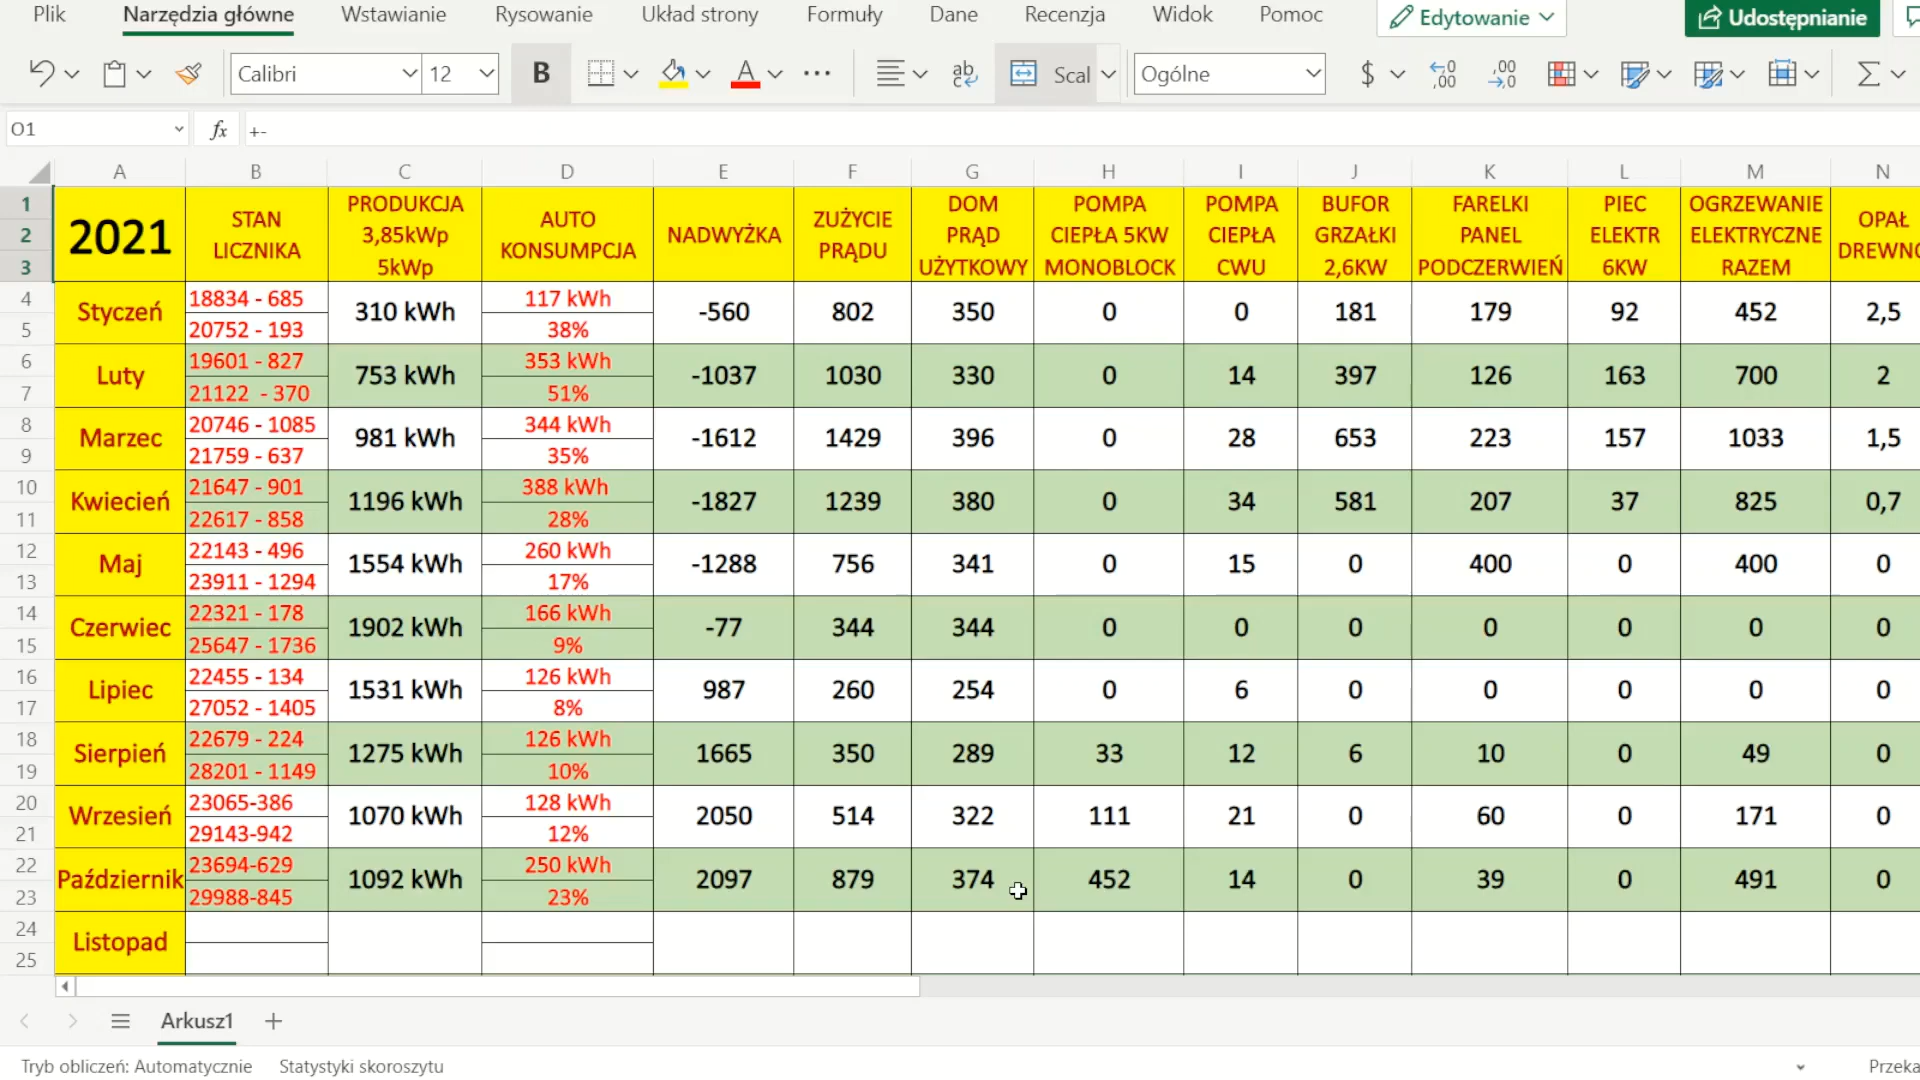 Plik Narzędzia główne Wstawianie Rysowanie Układ strony Formuły Dane Recenzja Widok Pomoc Edytowanie Udostępnianie
Calibri 12 B A ab Scal Ogólne $
O1 fx +-
A B C D E F G H I J K L M N
1 2 3
2021
STAN
LICZNIKA
PRODUKCJA
3,85kWp
5kWp
AUTO
KONSUMPCJA
NADWYŻKA
ZUŻYCIE
PRĄDU
DOM
PRĄD
UŻYTKOWY
POMPA
CIEPŁA 5KW
MONOBLOCK
POMPA
CIEPŁA
CWU
BUFOR
GRZAŁKI
2,6KW
FARELKI
PANEL
PODCZERWIEŃ
PIEC
ELEKTR
6KW
OGRZEWANIE
ELEKTRYCZNE
RAZEM
OPAŁ
DREWNO
4 Styczeń 18834 - 685 310 kWh 117 kWh -560 802 350 0 0 181 179 92 452 2,5
5 20752 - 193 38%
6 Luty 19601 - 827 753 kWh 353 kWh -1037 1030 330 0 14 397 126 163 700 2
7 21122 - 370 51%
8 Marzec 20746 - 1085 981 kWh 344 kWh -1612 1429 396 0 28 653 223 157 1033 1,5
9 21759 - 637 35%
10 Kwiecień 21647 - 901 1196 kWh 388 kWh -1827 1239 380 0 34 581 207 37 825 0,7
11 22617 - 858 28%
12 Maj 22143 - 496 1554 kWh 260 kWh -1288 756 341 0 15 0 400 0 400 0
13 23911 - 1294 17%
14 Czerwiec 22321 - 178 1902 kWh 166 kWh -77 344 344 0 0 0 0 0 0 0
15 25647 - 1736 9%
16 Lipiec 22455 - 134 1531 kWh 126 kWh 987 260 254 0 6 0 0 0 0 0
17 27052 - 1405 8%
18 Sierpień 22679 - 224 1275 kWh 126 kWh 1665 350 289 33 12 6 10 0 49 0
19 28201 - 1149 10%
20 Wrzesień 23065-386 1070 kWh 128 kWh 2050 514 322 111 21 0 60 0 171 0
21 29143-942 12%
22 Październik 23694-629 1092 kWh 250 kWh 2097 879 374 452 14 0 39 0 491 0
23 29988-845 23%
24 Listopad
25
Arkusz1
Tryb obliczeń: Automatycznie Statystyki skoroszytu